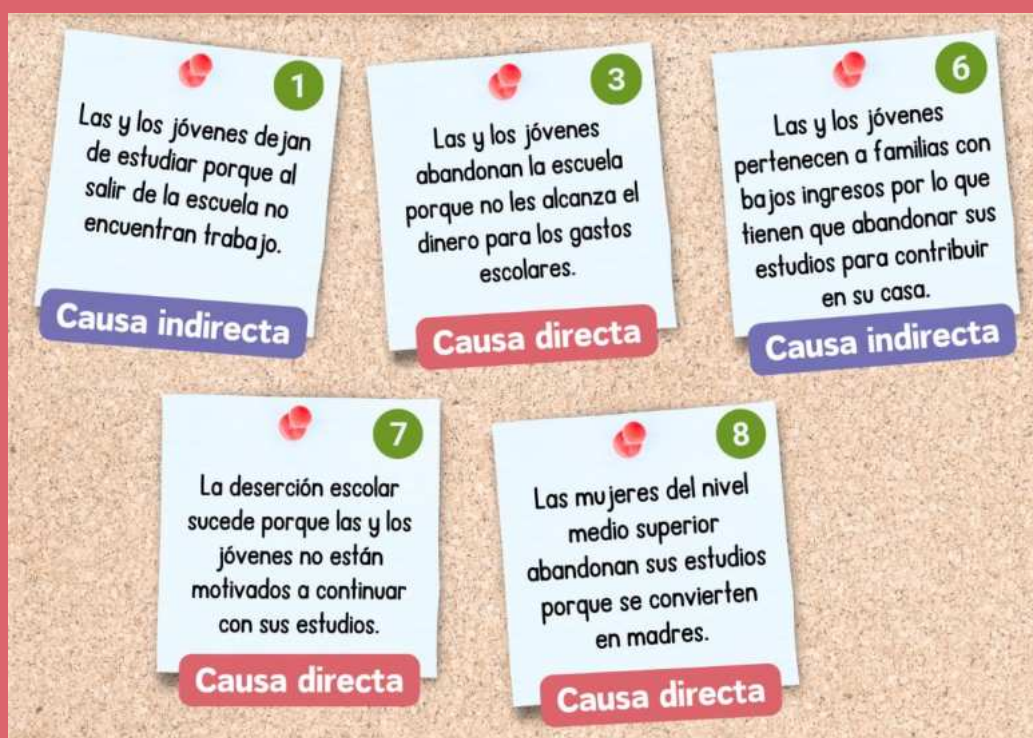 1
Las y los jóvenes dejan
de estudiar porque al
salir de la escuela no
encuentran trabajo.
Causa indirecta
3
Las y los jóvenes
abandonan la escuela
porque no les alcanza el
dinero para los gastos
escolares.
Causa directa
6
Las y los jóvenes
pertenecen a familias con
bajos ingresos por lo que
tienen que abandonar sus
estudios para contribuir
en su casa.
Causa indirecta
7
La deserción escolar
sucede porque las y los
jóvenes no están
motivados a continuar
con sus estudios.
Causa directa
8
Las mujeres del nivel
medio superior
abandonan sus estudios
porque se convierten
en madres.
Causa directa